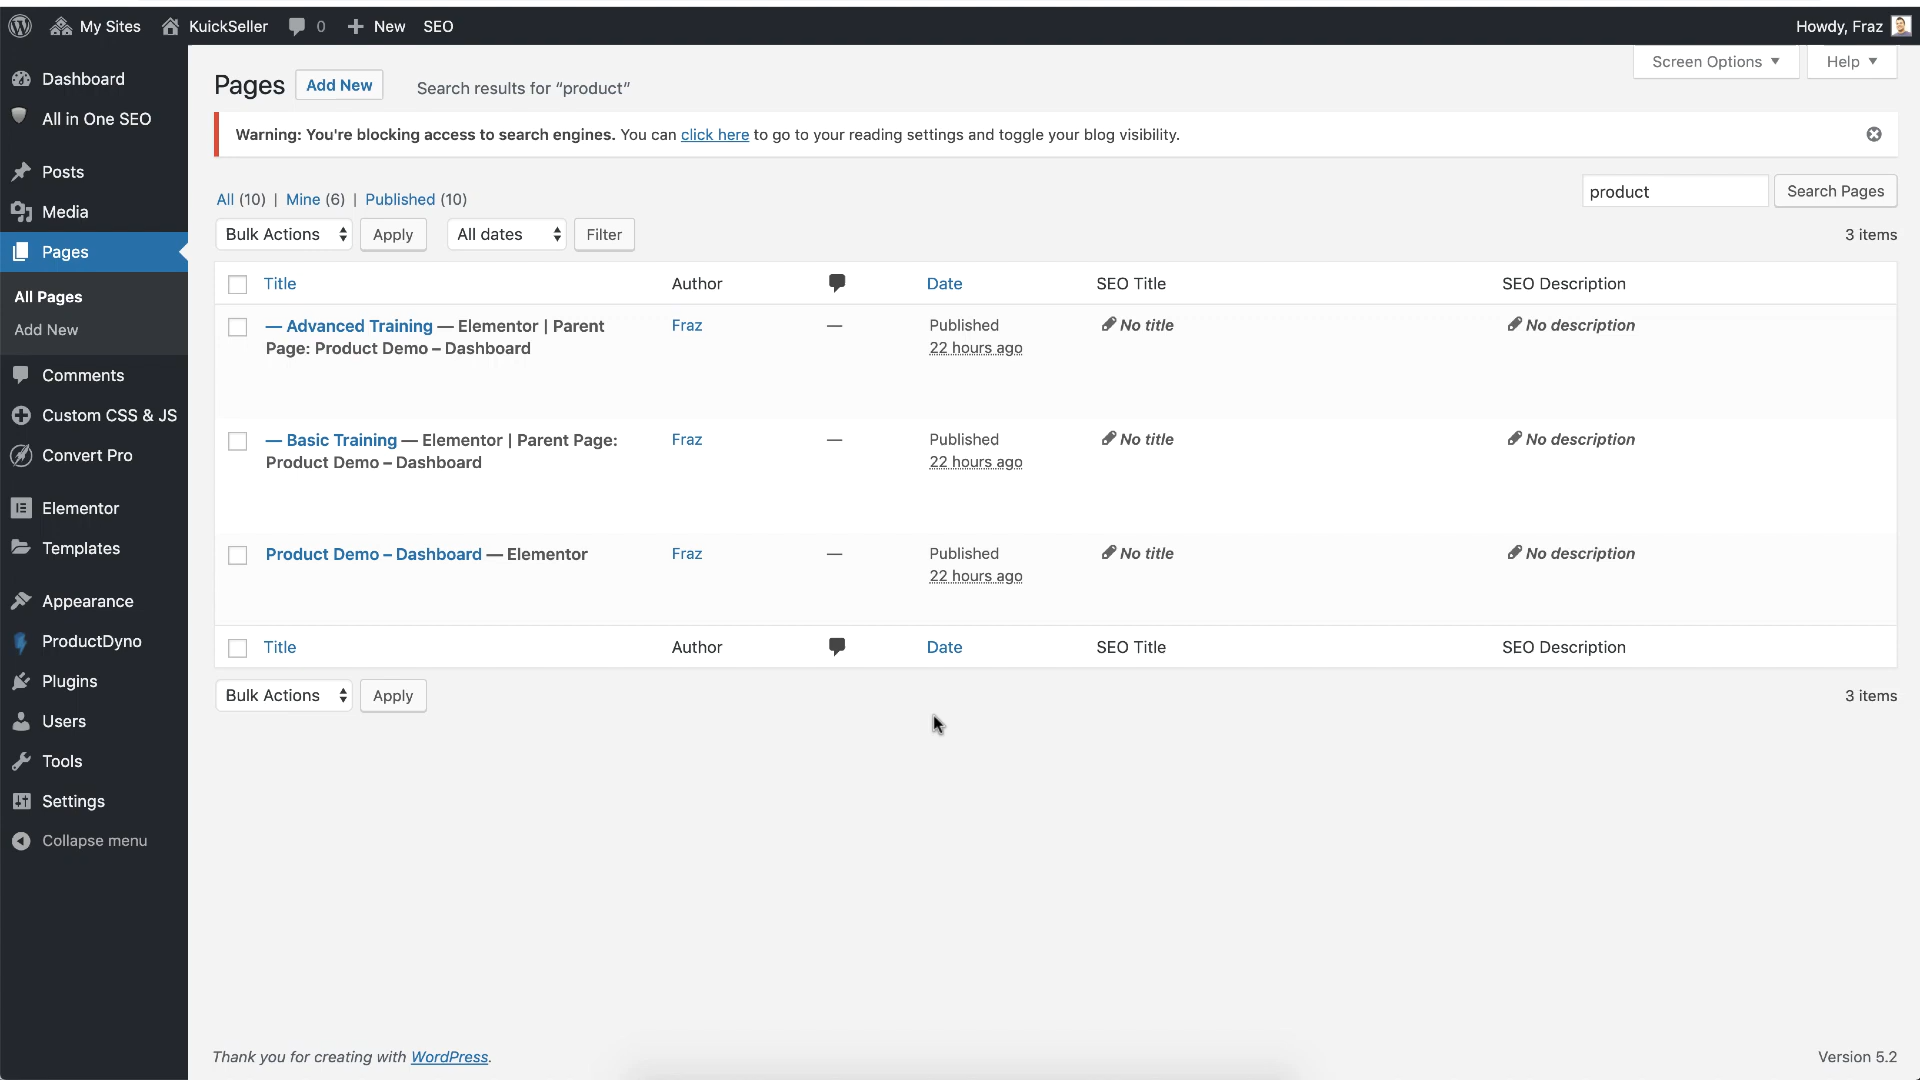 My Sites KuickSeller 0 New SEO Howdy, Fraz
Dashboard
All in One SEO
Posts
Media
Pages
All Pages
Add New
Comments
Custom CSS & JS
Convert Pro
Elementor
Templates
Appearance
ProductDyno
Plugins
Users
Tools
Settings
Collapse menu
Screen Options Help
Pages Add New Search results for “product”
Warning: You're blocking access to search engines. You can click here to go to your reading settings and toggle your blog visibility.
All (10) | Mine (6) | Published (10)
product Search Pages
Bulk Actions Apply All dates Filter 3 items
Title Author Date SEO Title SEO Description
— Advanced Training — Elementor | Parent Fraz — Published No title No description
Page: Product Demo – Dashboard 22 hours ago
— Basic Training — Elementor | Parent Page: Fraz — Published No title No description
Product Demo – Dashboard 22 hours ago
Product Demo – Dashboard — Elementor Fraz — Published No title No description
22 hours ago
Title Author Date SEO Title SEO Description
Bulk Actions Apply 3 items
Thank you for creating with WordPress. Version 5.2